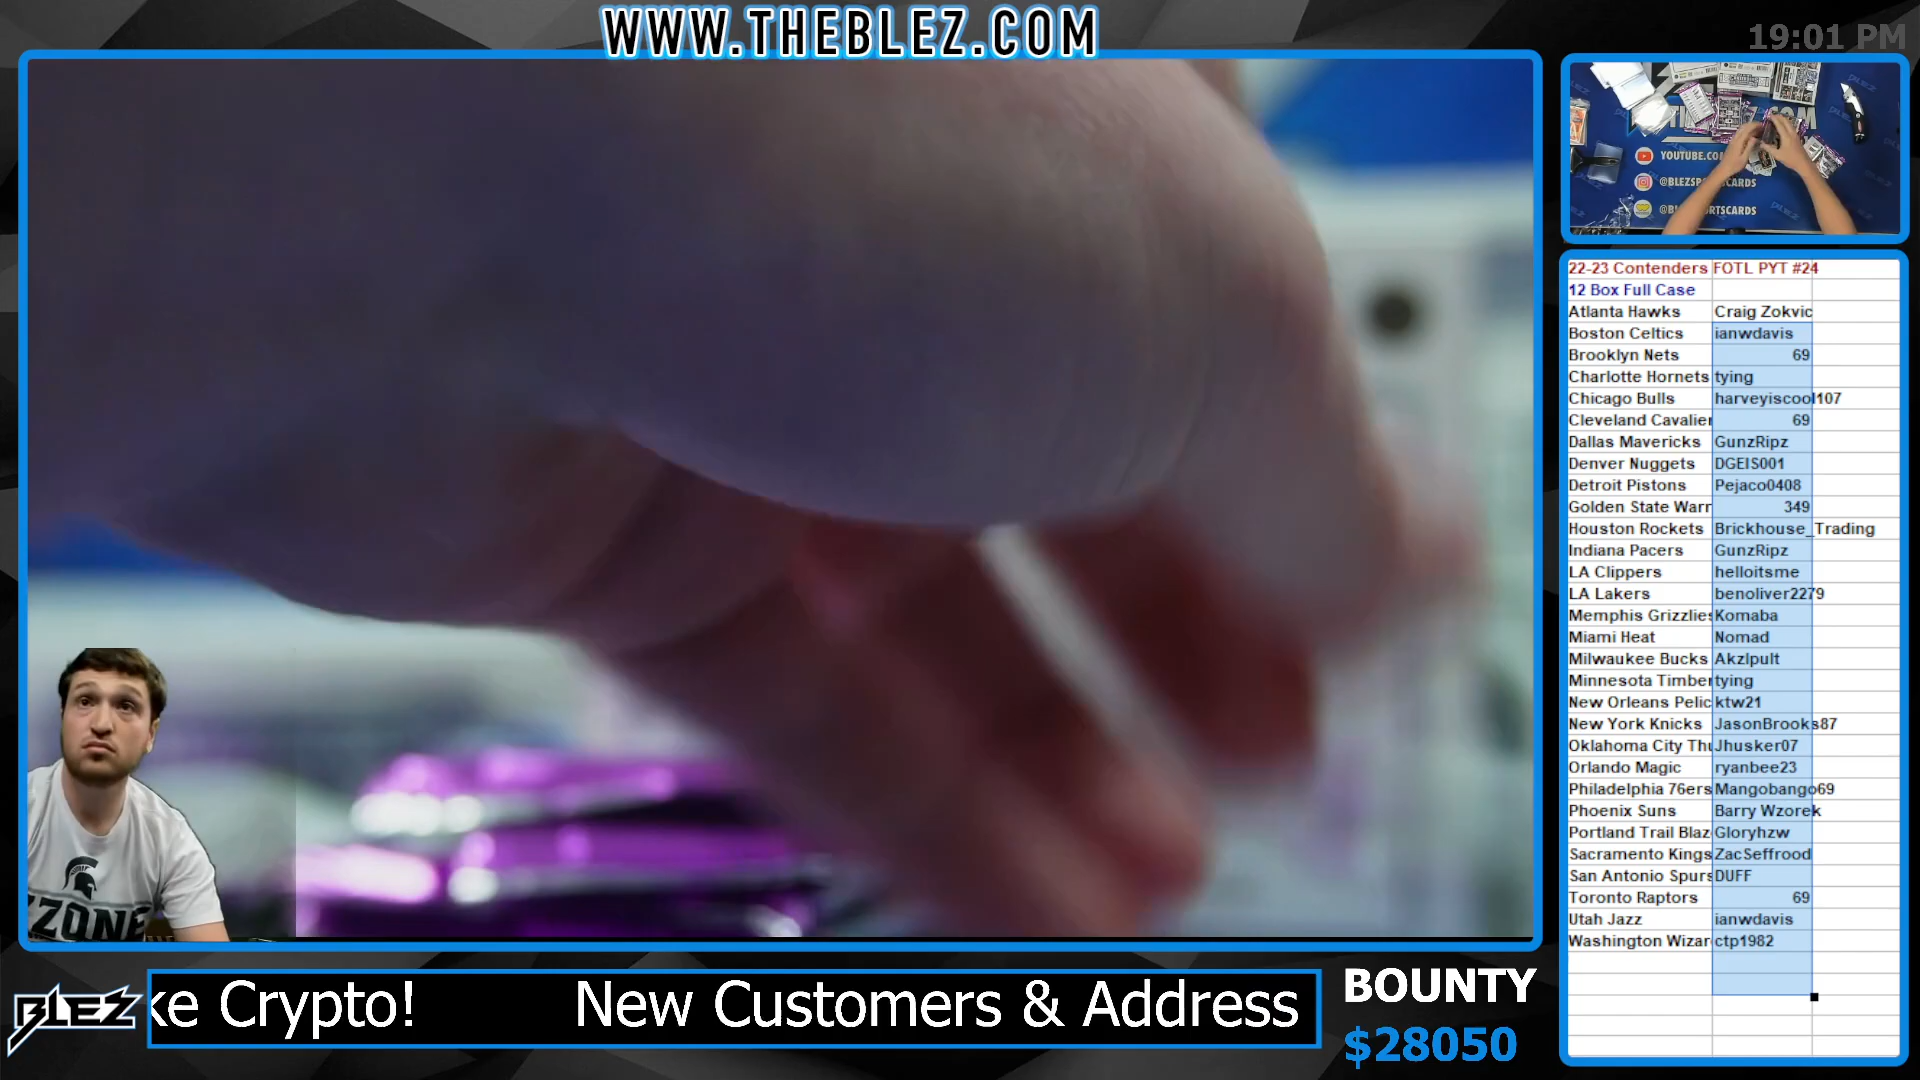 WWW.THEBLEZ.COM
19:01 PM
YOUTUBE.CO
@BLEZSP CARDS
@BL RTSCARDS
22-23 Contenders FOTL PYT #24
12 Box Full Case
Atlanta Hawks Craig Zokvic
Boston Celtics ianwdavis
Brooklyn Nets 69
Charlotte Hornets tying
Chicago Bulls harveyiscool107
Cleveland Cavalier 69
Dallas Mavericks GunzRipz
Denver Nuggets DGEIS001
Detroit Pistons Pejaco0408
Golden State Warr 349
Houston Rockets Brickhouse_Trading
Indiana Pacers GunzRipz
LA Clippers helloitsme
LA Lakers benoliver2279
Memphis Grizzlies Komaba
Miami Heat Nomad
Milwaukee Bucks Akzlpult
Minnesota Timber tying
New Orleans Pelic ktw21
New York Knicks JasonBrooks87
Oklahoma City Thu Jhusker07
Orlando Magic ryanbee23
Philadelphia 76ers Mangobango69
Phoenix Suns Barry Wzorek
Portland Trail Blaz Gloryhzw
Sacramento Kings ZacSeffrood
San Antonio Spurs DUFF
Toronto Raptors 69
Utah Jazz ianwdavis
Washington Wizar ctp1982
ZZONE
BLEZ
ke Crypto! New Customers & Address
BOUNTY
$28050